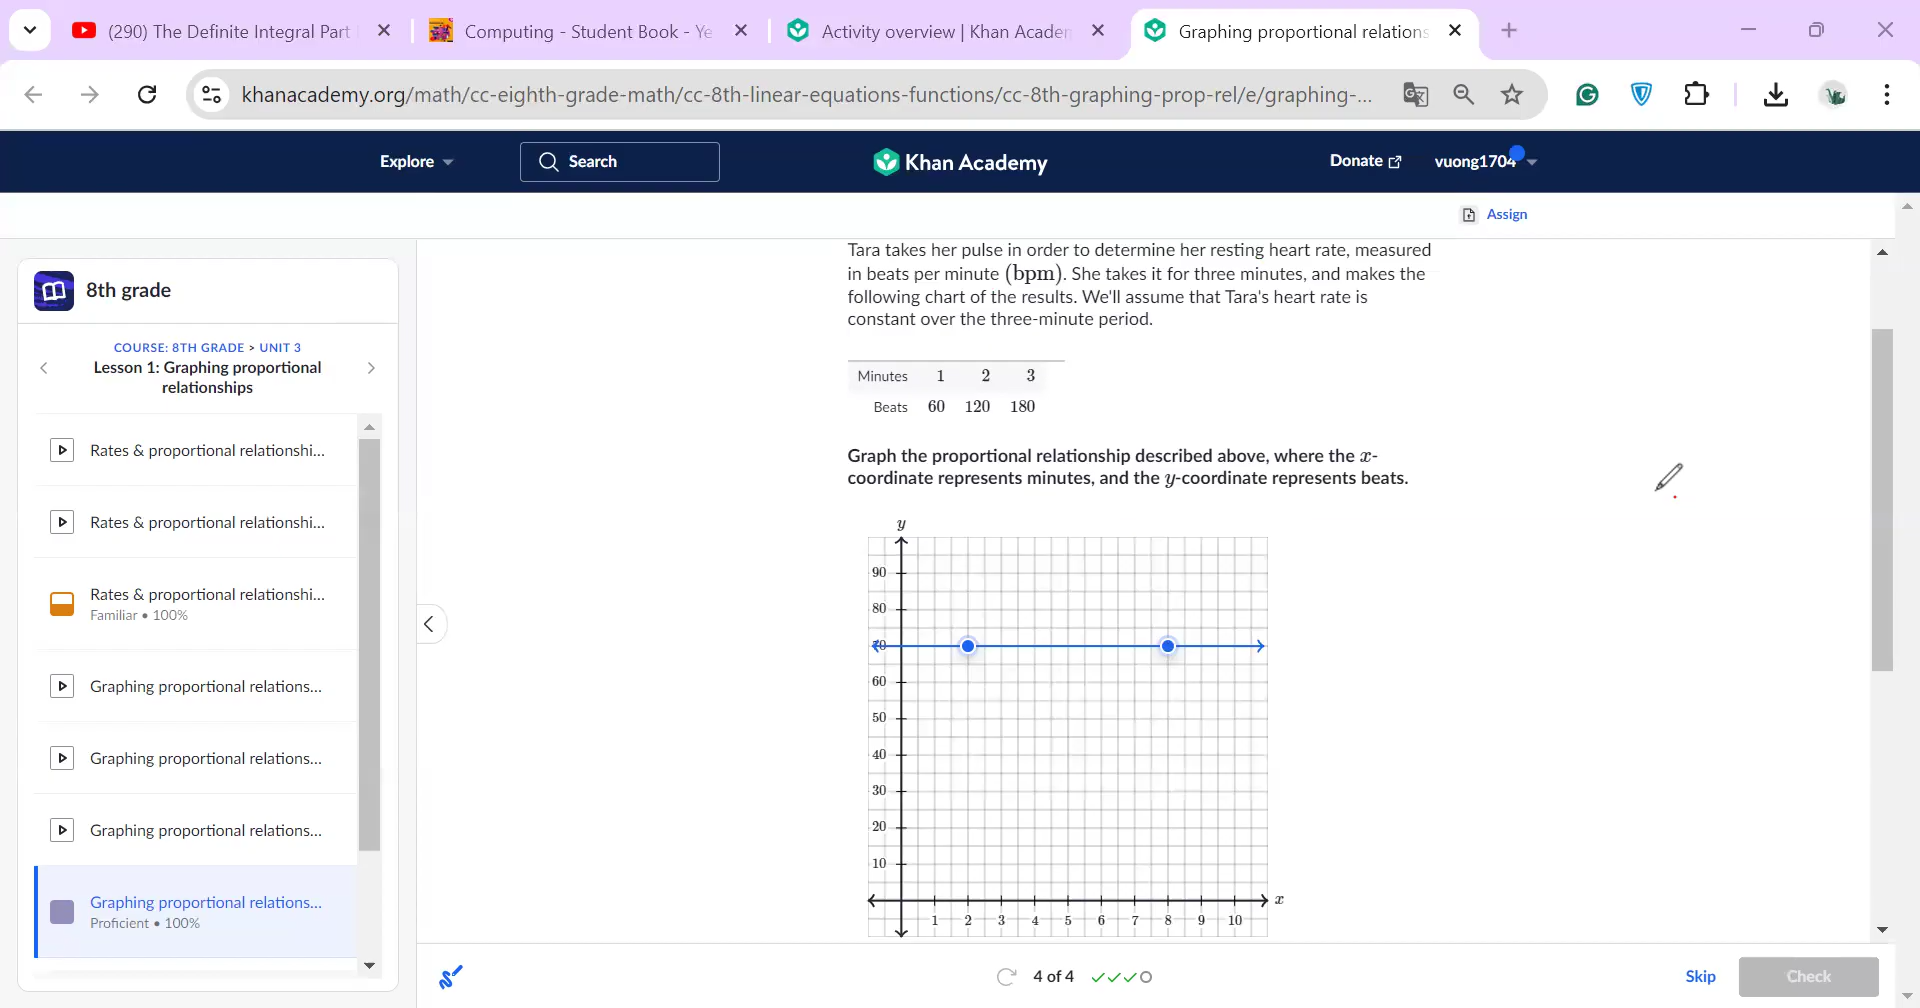 (290) The Definite Integral Part
Computing - Student Book - Ye
Activity overview | Khan Academ
Graphing proportional relations
khanacademy.org/math/cc-eighth-grade-math/cc-8th-linear-equations-functions/cc-8th-graphing-prop-rel/e/graphing-...
Explore
Search
Khan Academy
Donate
vuong1704
Assign
8th grade
COURSE: 8TH GRADE > UNIT 3
Lesson 1: Graphing proportional
relationships
Rates & proportional relationshi...
Rates & proportional relationshi...
Rates & proportional relationshi...
Familiar • 100%
Graphing proportional relations...
Graphing proportional relations...
Graphing proportional relations...
Graphing proportional relations...
Proficient • 100%
Tara takes her pulse in order to determine her resting heart rate, measured
in beats per minute (bpm). She takes it for three minutes, and makes the
following chart of the results. We'll assume that Tara's heart rate is
constant over the three-minute period.
Minutes 1 2 3
Beats 60 120 180
Graph the proportional relationship described above, where the x-
coordinate represents minutes, and the y-coordinate represents beats.
y
90
80
70
60
50
40
30
20
10
x
1 2 3 4 5 6 7 8 9 10
4 of 4
Skip
Check